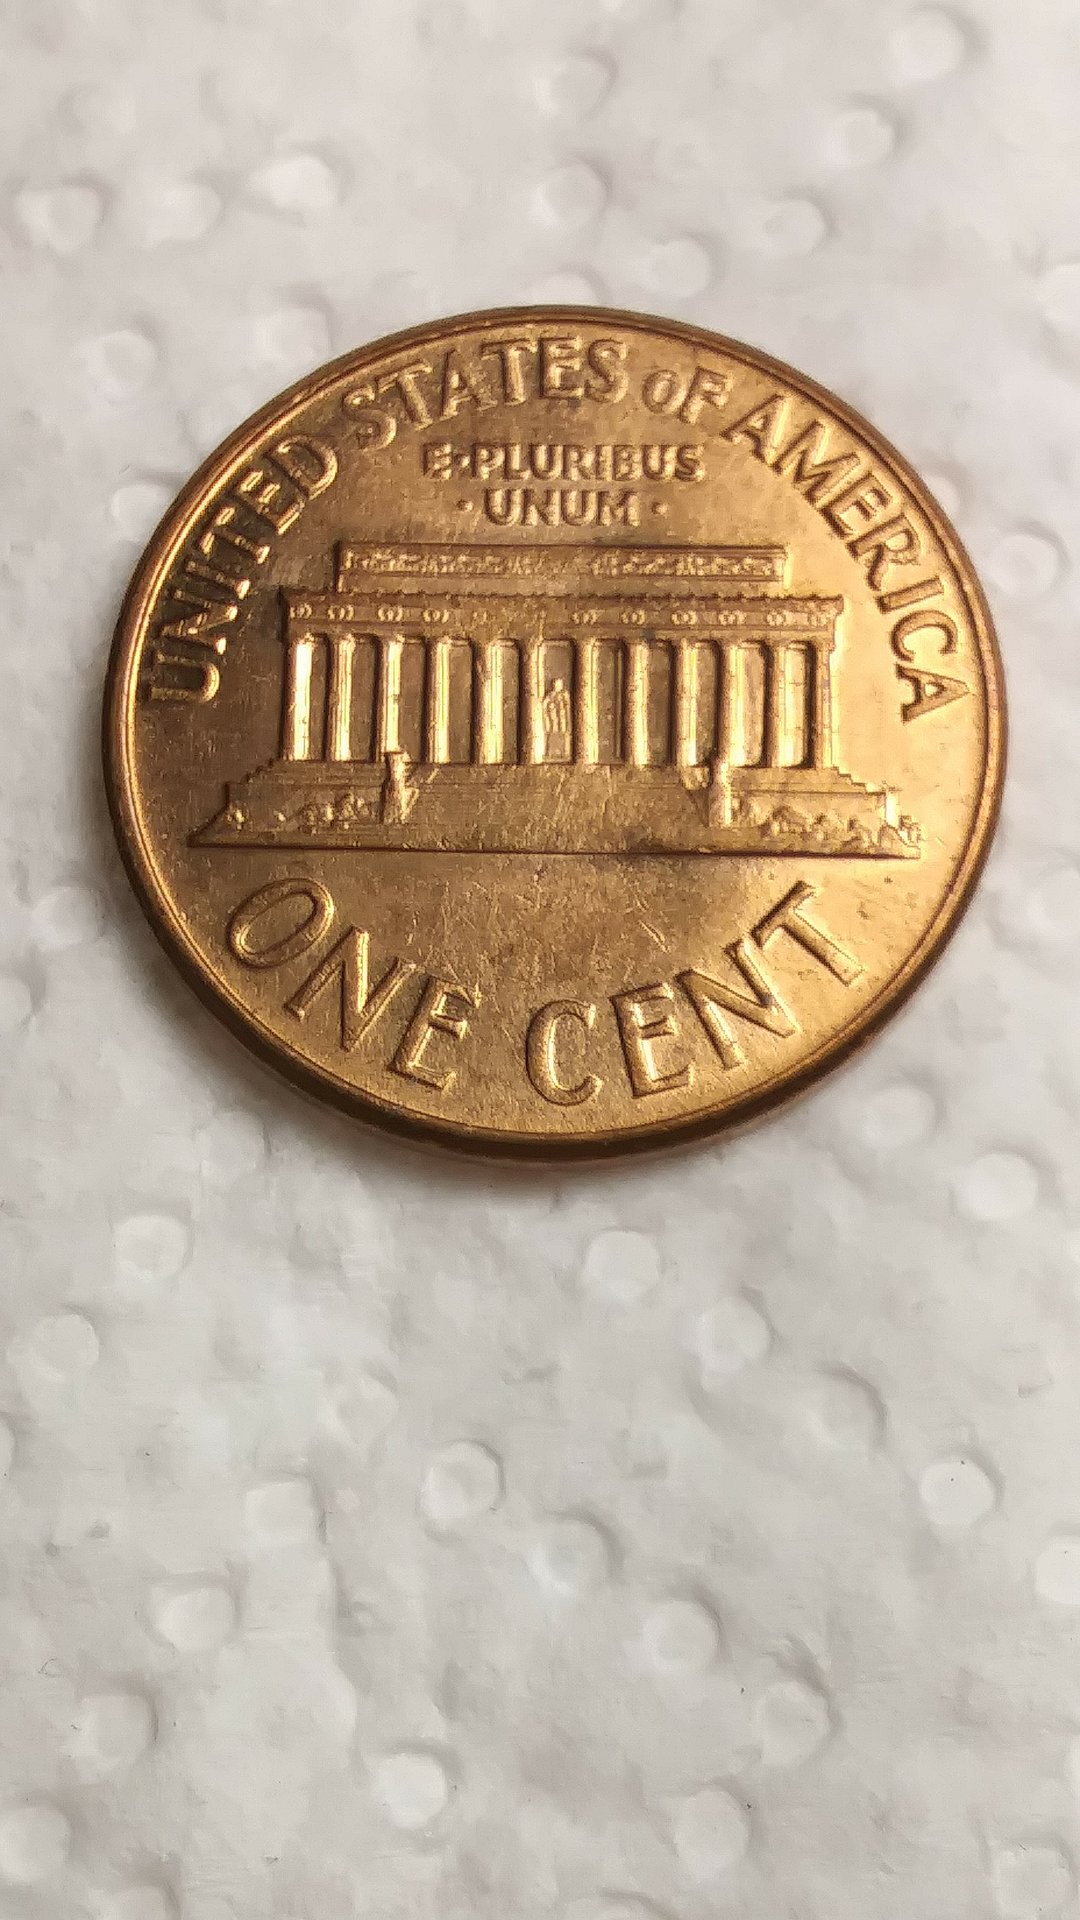 UNITED STATES OF AMERICA
E·PLURIBUS
·UNUM·
ONE CENT